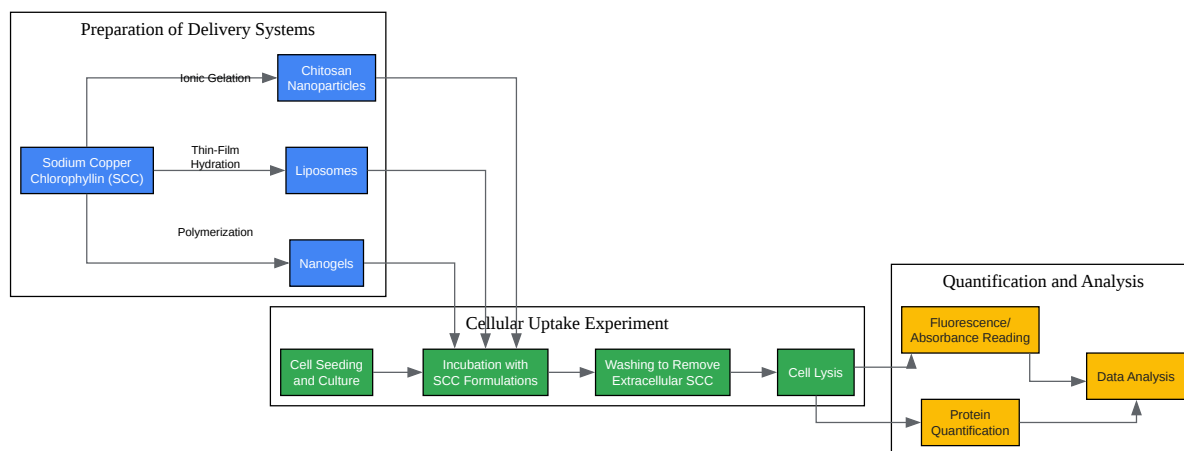 Preparation of Delivery Systems
Ionic Gelation
Chitosan
Nanoparticles
Thin-Film
Hydration
Sodium Copper
Chlorophyllin (SCC)
Liposomes
Polymerization
Nanogels
Cellular Uptake Experiment
Cell Seeding
and Culture
Incubation with
SCC Formulations
Washing to Remove
Extracellular SCC
Cell Lysis
Quantification and Analysis
Fluorescence/
Absorbance Reading
Data Analysis
Protein
Quantification